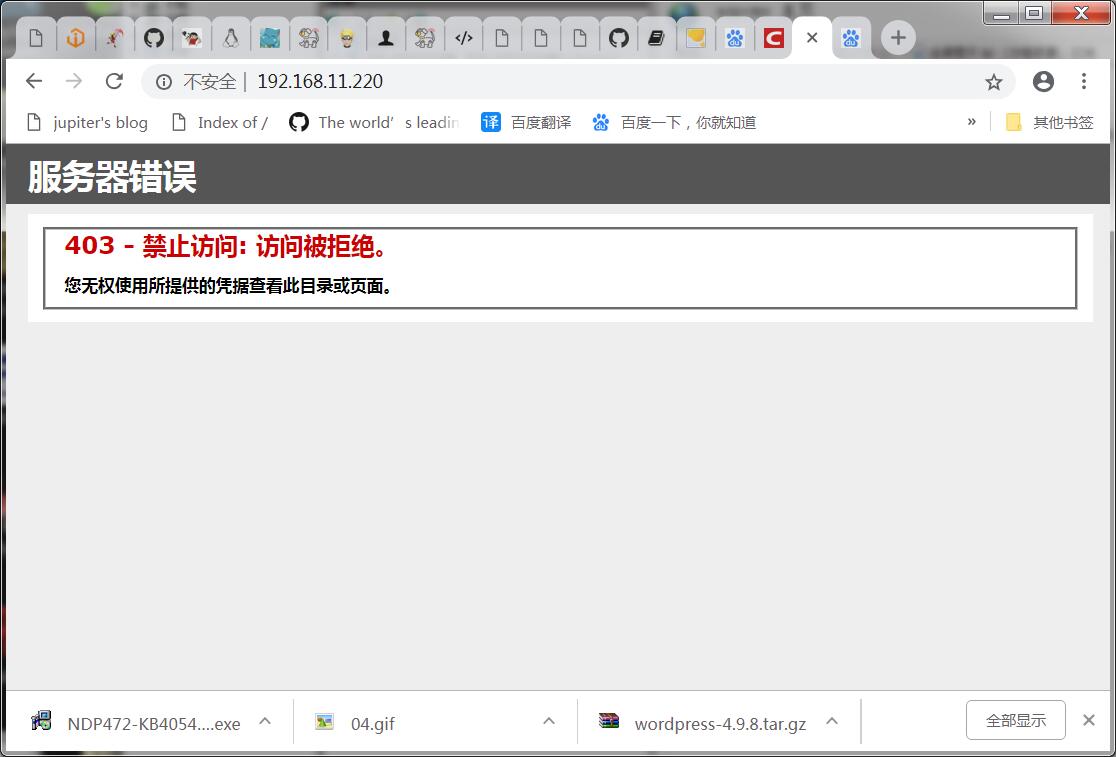 不安全 | 192.168.11.220
jupiter's blog Index of / The world's leadin 百度翻译 百度一下，你就知道 » 其他书签
服务器错误
403 - 禁止访问: 访问被拒绝。
您无权使用所提供的凭据查看此目录或页面。
NDP472-KB4054....exe 04.gif wordpress-4.9.8.tar.gz 全部显示